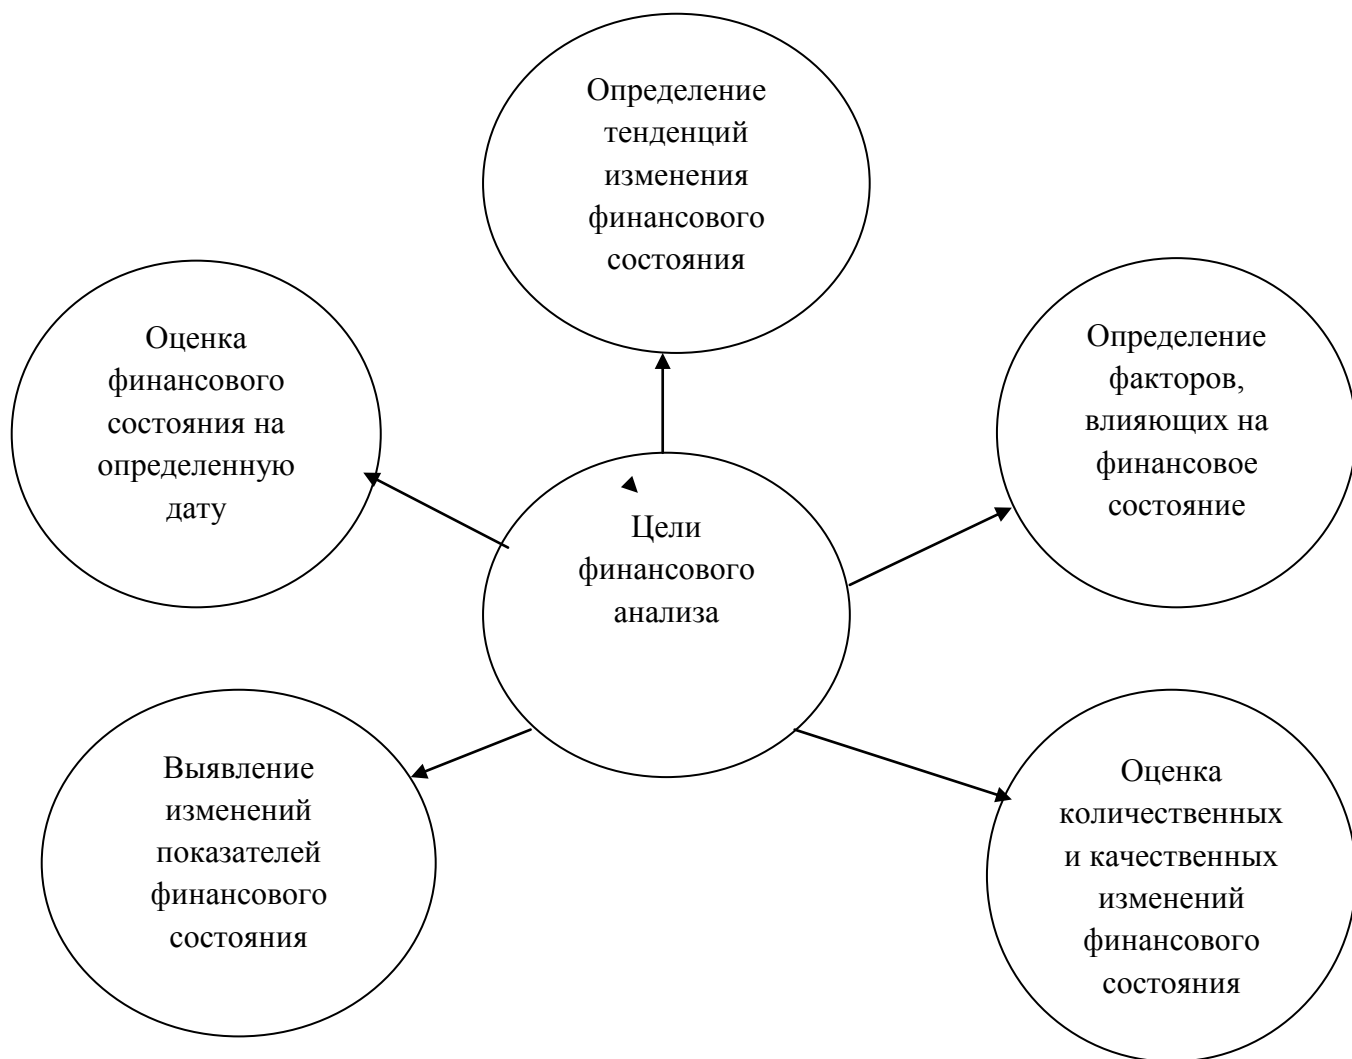 Определение
тенденций
изменения
финансового
состояния
Оценка
финансового
состояния на
определенную
дату
Определение
факторов,
влияющих на
финансовое
состояние
Цели
финансового
анализа
Выявление
изменений
показателей
финансового
состояния
Оценка
количественных
и качественных
изменений
финансового
состояния